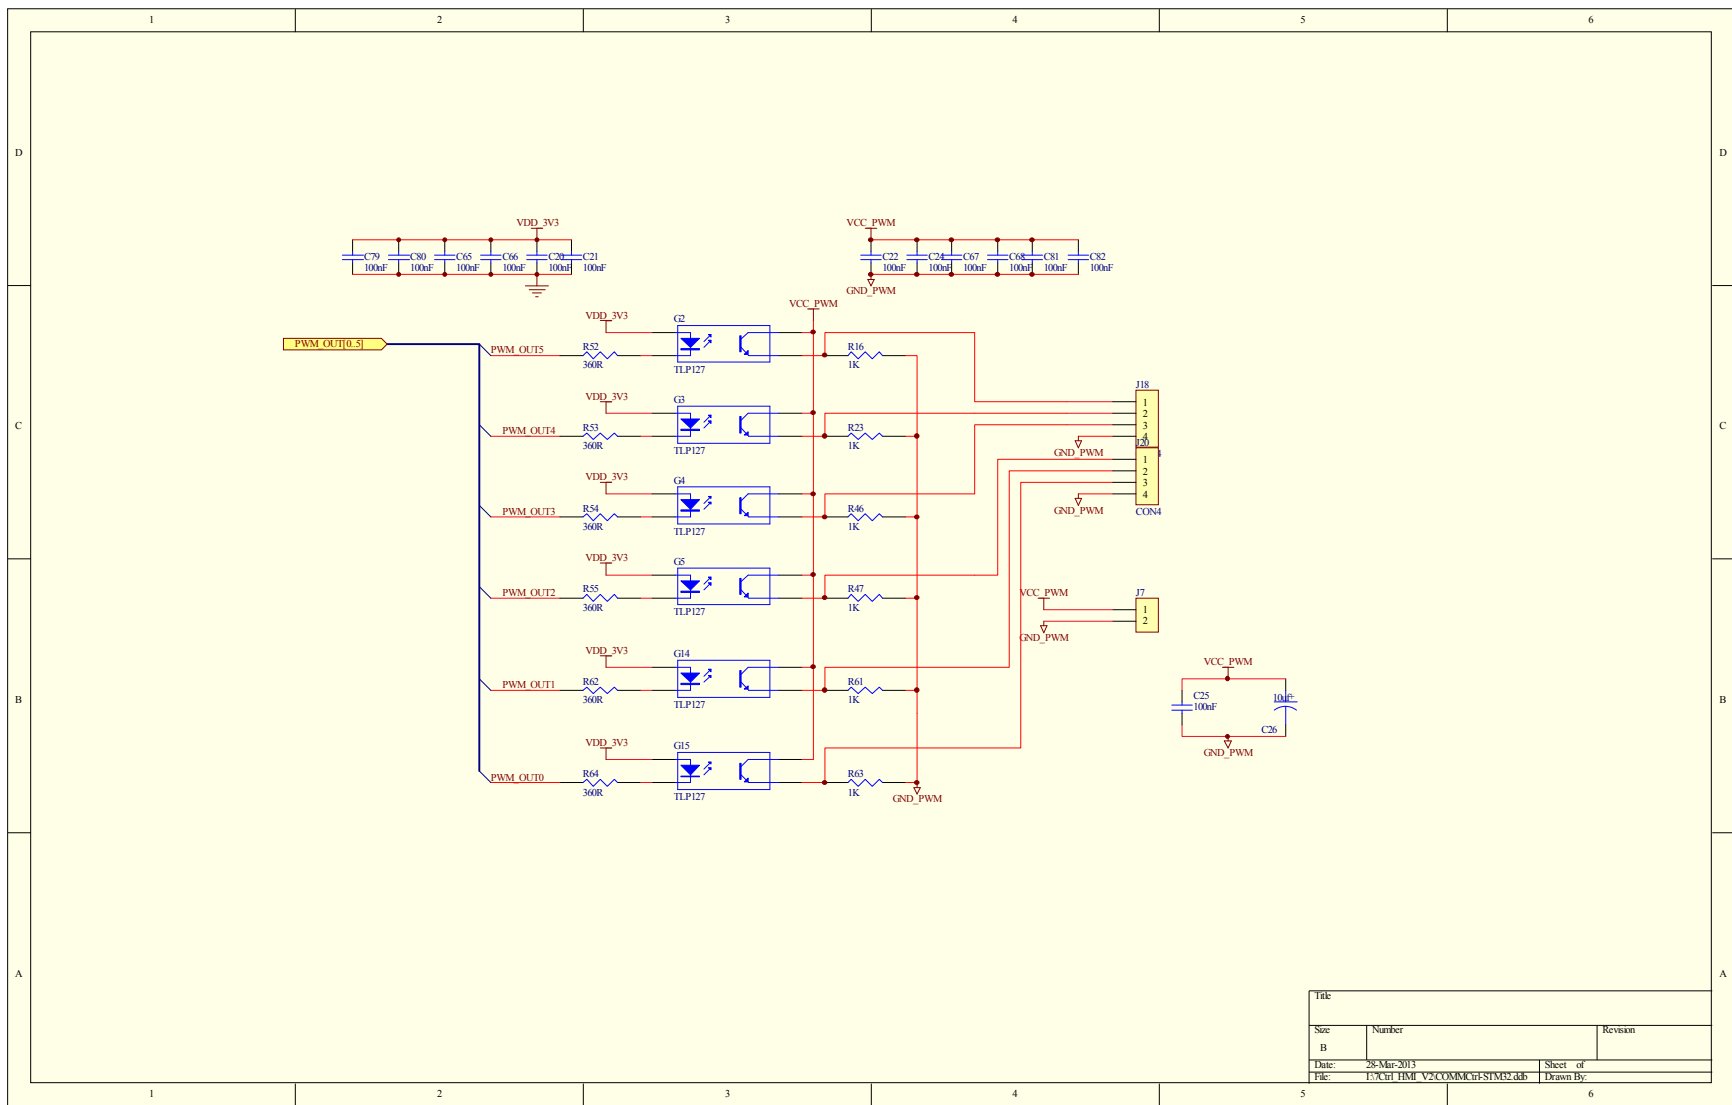 1 2 3 4 5 6
D D
VDD_3V3 VCC_PWM
C79 C80 C65 C66 C20 C21 C22 C24 C67 C68 C81 C82
100nF 100nF 100nF 100nF 100nF 100nF 100nF 100nF 100nF 100nF 100nF 100nF
GND_PWM
VCC_PWM
VDD_3V3 G2
PWM_OUT[0..5]
PWM_OUT5 R52 R16
360R TLP127 1K
J18
VDD_3V3 G3
1
2
3
4
C C
PWM_OUT4 R53 R23
360R TLP127 1K
GND_PWM
J20
1
2
3
4
VDD_3V3 G4
PWM_OUT3 R54 R46
GND_PWM CON4
360R TLP127 1K
VDD_3V3 G5
PWM_OUT2 R55 R47
360R TLP127 1K
VCC_PWM J7
1
2
GND_PWM
VDD_3V3 G14
VCC_PWM
PWM_OUT1 R62 R61
360R TLP127 1K
B B
C25 10uf+
100nF
C26
GND_PWM
VDD_3V3 G15
PWM_OUT0 R64 R63
360R TLP127 1K
GND_PWM
A A
Title
Size Number Revision
B
Date: 28-Mar-2013 Sheet of
File: I:\7Ctrl_HMI_V2\COMMCtrl-STM32.ddb Drawn By:
1 2 3 4 5 6